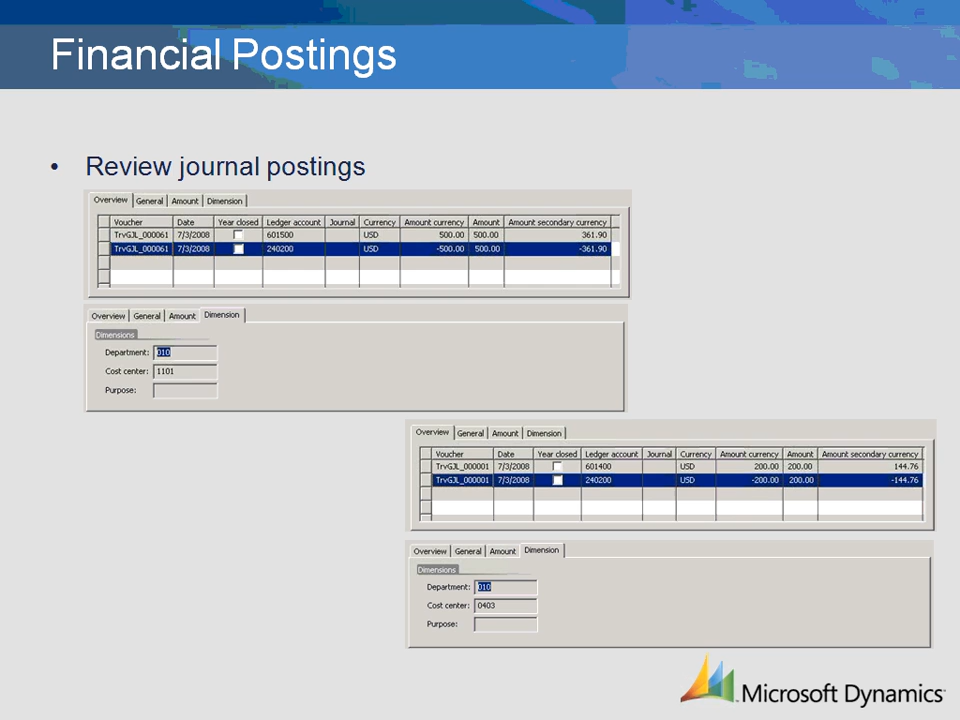 Financial Postings
• Review journal postings
Overview General Amount Dimension
Voucher Date Year closed Ledger account Journal Currency Amount currency Amount Amount secondary currency
TrvGJL_000061 7/3/2008 601500 USD 500.00 500.00 361.90
TrvGJL_000061 7/3/2008 240200 USD -500.00 500.00 -361.90
Overview General Amount Dimension
Dimensions
Department: 010
Cost center: 1101
Purpose:
Overview General Amount Dimension
Voucher Date Year closed Ledger account Journal Currency Amount currency Amount Amount secondary currency
TrvGJL_000001 7/3/2008 601400 USD 200.00 200.00 144.76
TrvGJL_000001 7/3/2008 240200 USD -200.00 200.00 -144.76
Overview General Amount Dimension
Dimensions
Department: 010
Cost center: 0403
Purpose:
Microsoft Dynamics